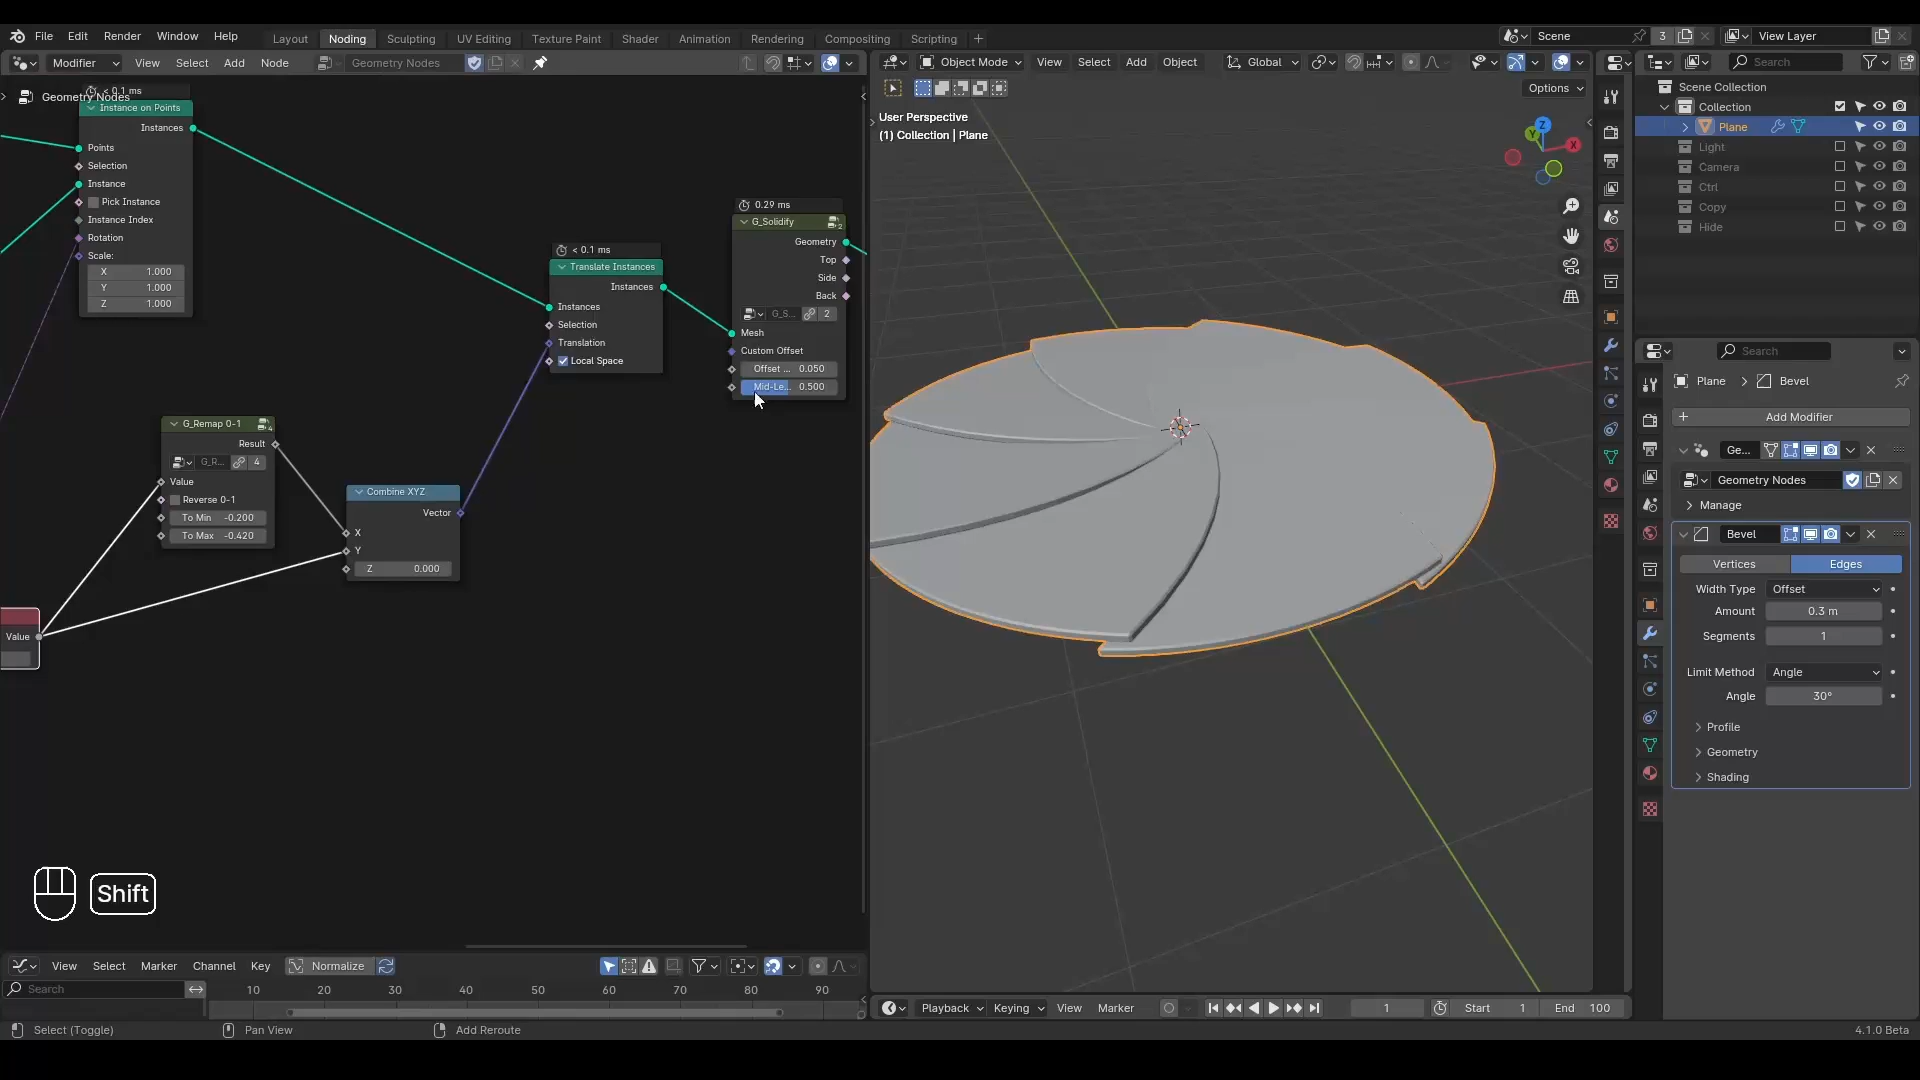 File Edit Render Window Help Layout Noding Sculpting UV Editing Texture Paint Shader Animation Rendering Compositing Scripting + Scene 3 View Layer
Modifier View Select Add Node Geometry Nodes
Object Mode View Select Add Object Global
Search
Options
Scene Collection
Collection
Plane
Light
Camera
Ctrl
Copy
Hide
Geometry Nodes
< 0.1 ms
Instance on Points
Instances
Points
Selection
Instance
Pick Instance
Instance Index
Rotation
Scale:
X 1.000
Y 1.000
Z 1.000
< 0.1 ms
Translate Instances
Instances
Instances
Selection
Translation
Local Space
0.29 ms
G_Solidify
Geometry
Top
Side
Back
G_S... 2
Mesh
Custom Offset
Offset ... 0.050
Mid-Le... 0.500
G_Remap 0-1
Result
G_R... 4
Value
Reverse 0-1
To Min -0.200
To Max -0.420
Combine XYZ
Vector
X
Y
Z 0.000
Value
Shift
User Perspective
(1) Collection | Plane
Z
Y
X
Search
Plane > Bevel
+ Add Modifier
Ge...
Geometry Nodes
Manage
Bevel
Vertices Edges
Width Type Offset
Amount 0.3 m
Segments 1
Limit Method Angle
Angle 30°
Profile
Geometry
Shading
View Select Marker Channel Key Normalize
Search
10 20 30 40 50 60 70 80 90
Playback Keying View Marker 1 Start 1 End 100
Select (Toggle) Pan View Add Reroute 4.1.0 Beta